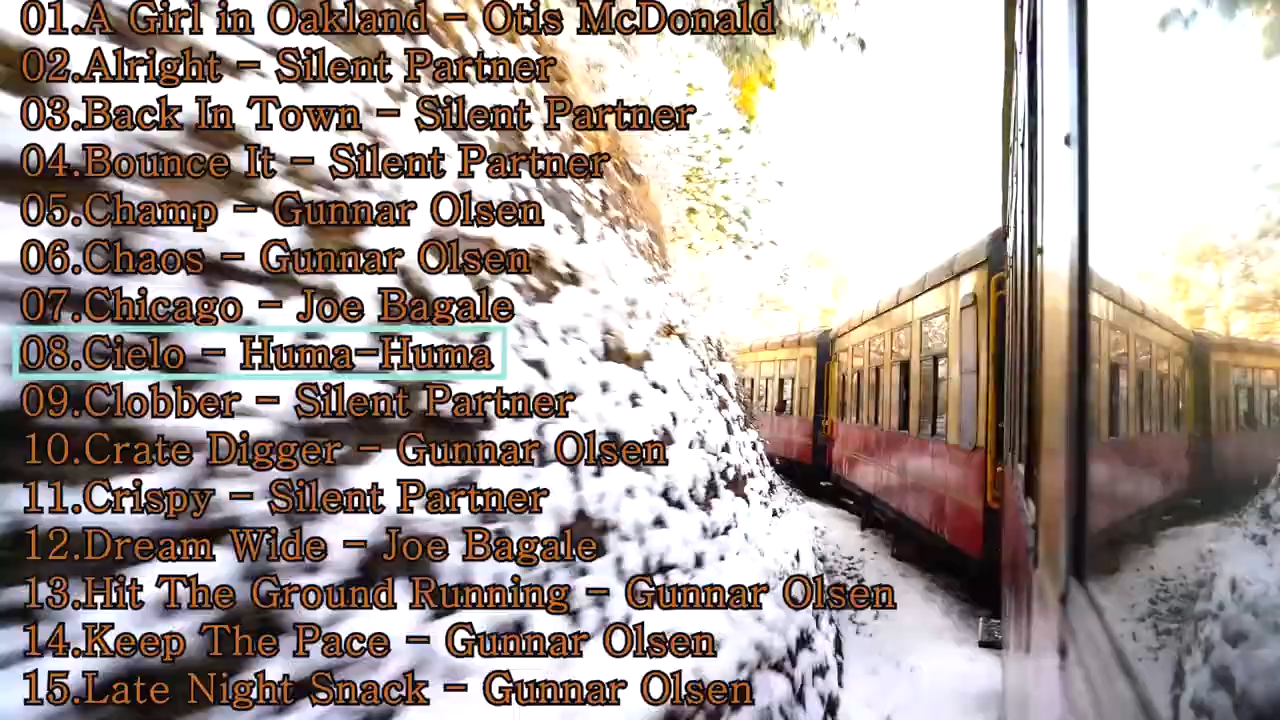 01.A Girl in Oakland - Otis McDonald
02.Alright - Silent Partner
03.Back In Town - Silent Partner
04.Bounce It - Silent Partner
05.Champ - Gunnar Olsen
06.Chaos - Gunnar Olsen
07.Chicago - Joe Bagale
08.Cielo - Huma-Huma
09.Clobber - Silent Partner
10.Crate Digger - Gunnar Olsen
11.Crispy - Silent Partner
12.Dream Wide - Joe Bagale
13.Hit The Ground Running - Gunnar Olsen
14.Keep The Pace - Gunnar Olsen
15.Late Night Snack - Gunnar Olsen